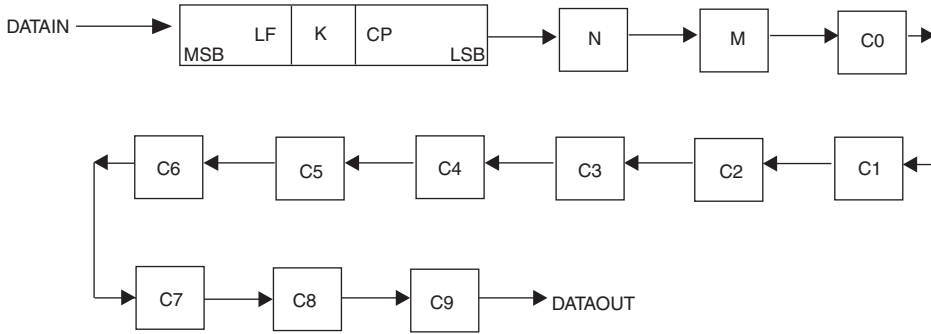 DATAIN
LF K CP
MSB LSB
N M C0
C6 C5 C4 C3 C2 C1
C7 C8 C9 DATAOUT